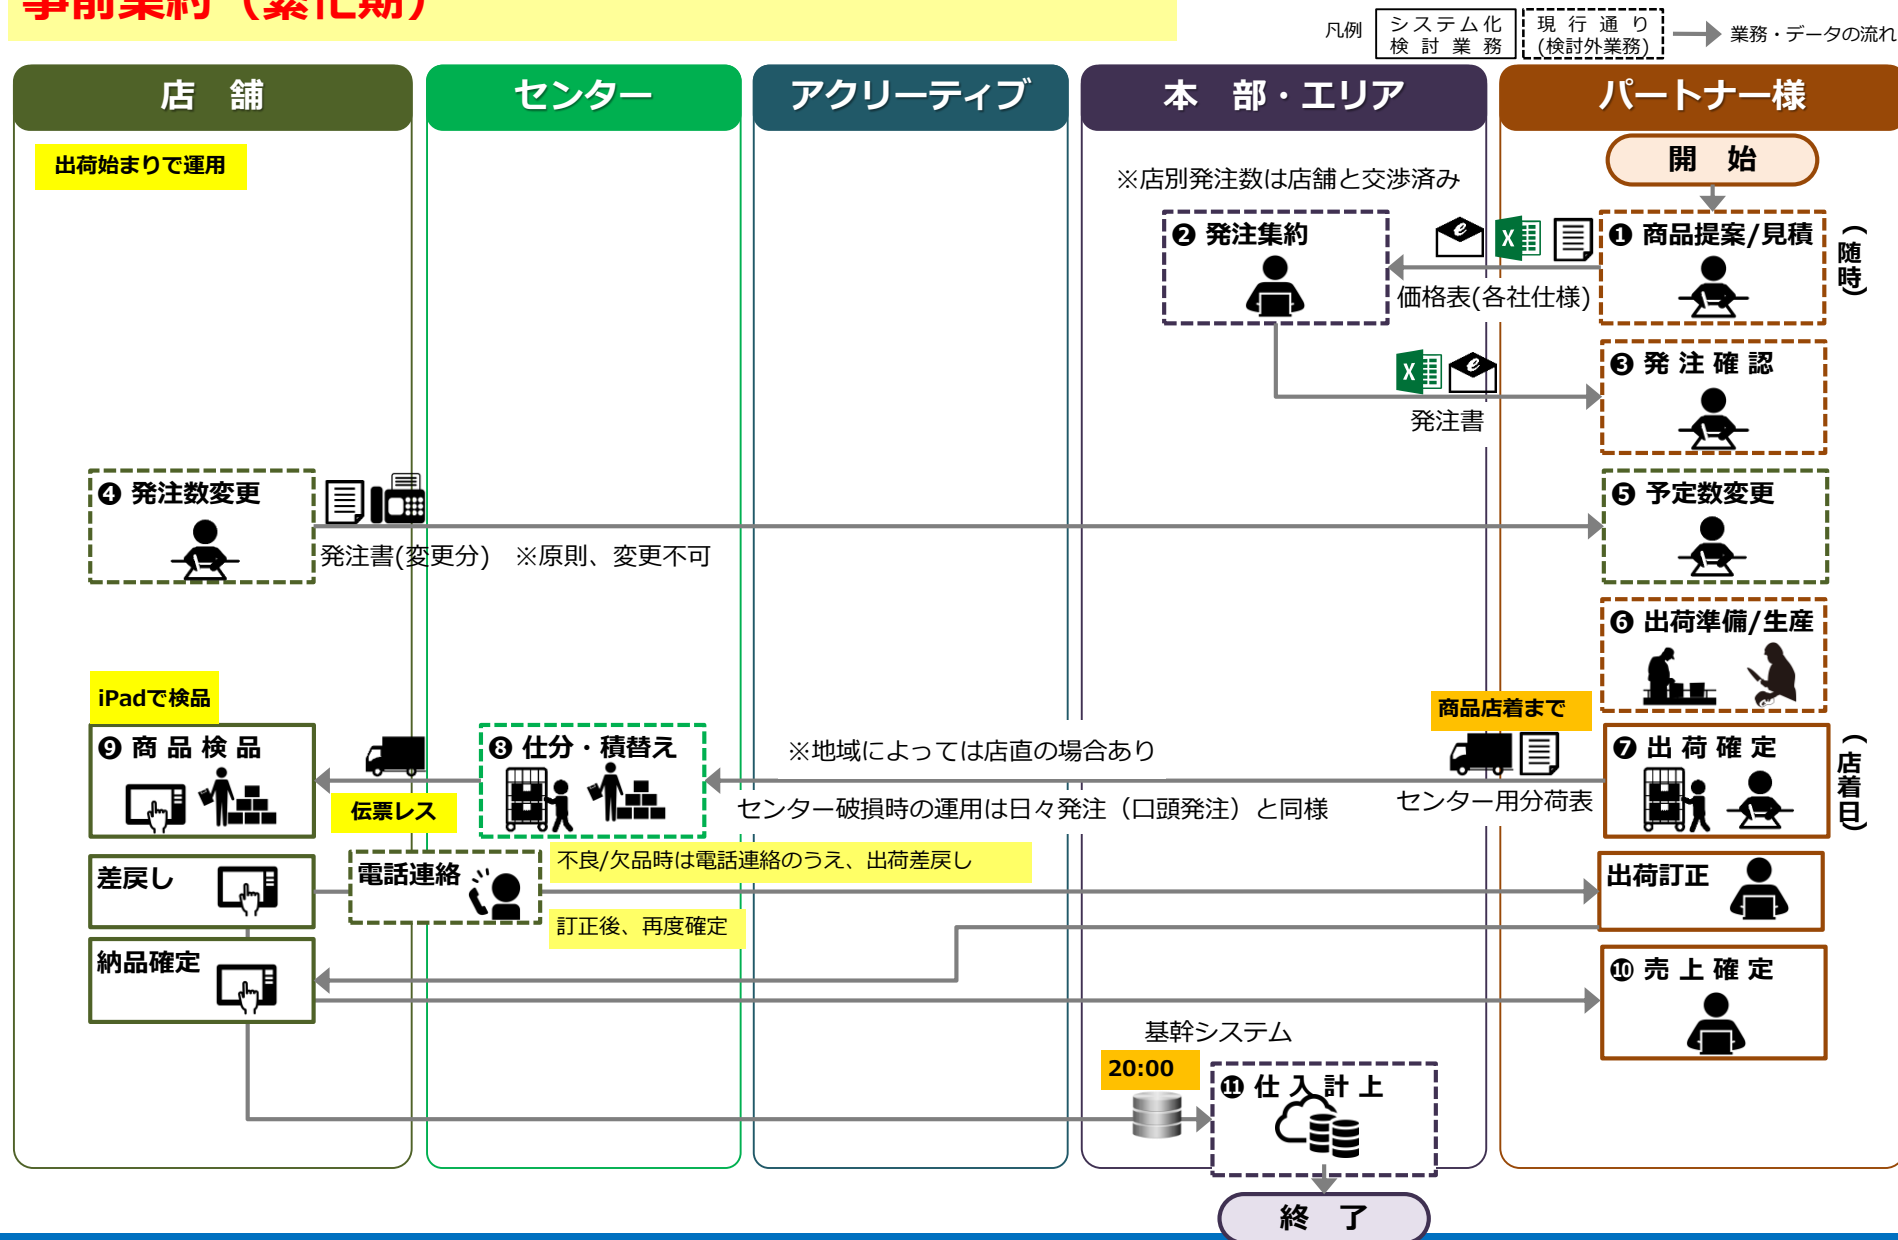 事前集約（繁忙期）
凡例
システム化
検討業務
現行通り
(検討外業務)
業務・データの流れ
店　舗
センター
アクリーティブ
本　部・エリア
パートナー様
出荷始まりで運用
開　始
※店別発注数は店舗と交渉済み
❷ 発注集約
❶ 商品提案/見積
（随時）
価格表(各社仕様)
❸ 発注確認
発注書
❹ 発注数変更
❺ 予定数変更
発注書(変更分)　※原則、変更不可
❻ 出荷準備/生産
iPadで検品
商品店着まで
❾ 商品検品
❽ 仕分・積替え
※地域によっては店直の場合あり
❼ 出荷確定
（店着日）
伝票レス
センター破損時の運用は日々発注（口頭発注）と同様
センター用分荷表
差戻し
電話連絡
不良/欠品時は電話連絡のうえ、出荷差戻し
出荷訂正
訂正後、再度確定
納品確定
❿ 売上確定
基幹システム
20:00
⓫ 仕入計上
終　了